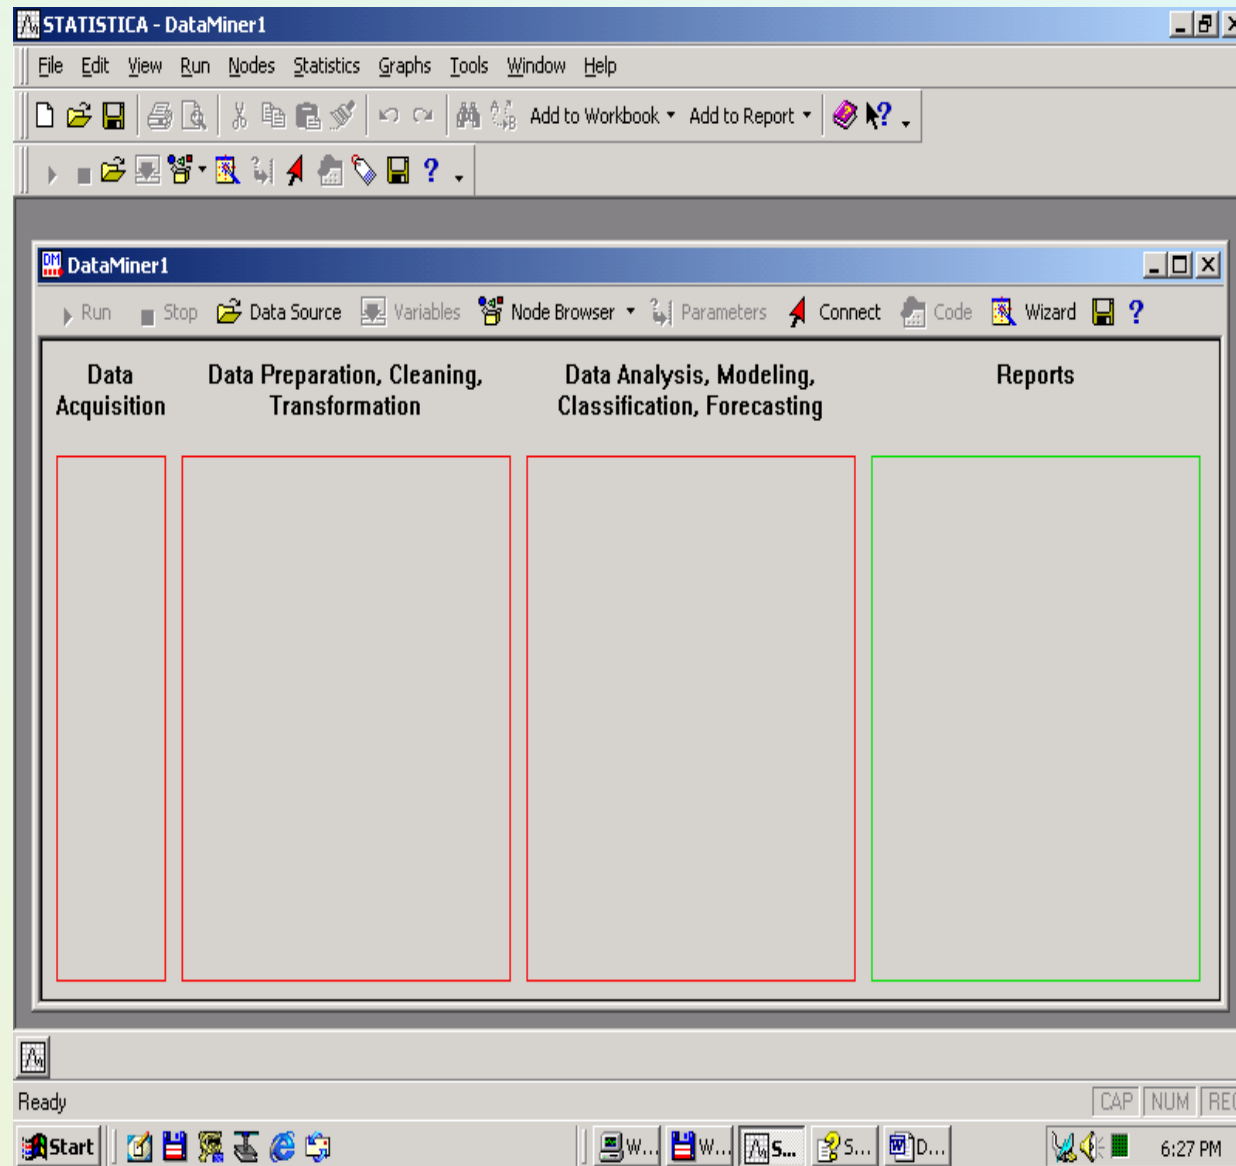 STATISTICA - DataMiner1
File Edit View Run Nodes Statistics Graphs Tools Window Help
Add to Workbook Add to Report
DataMiner1
Run Stop Data Source Variables Node Browser Parameters Connect Code Wizard
Data Acquisition
Data Preparation, Cleaning, Transformation
Data Analysis, Modeling, Classification, Forecasting
Reports
Ready
CAP NUM REC
Start W... W... S... S... D... 6:27 PM